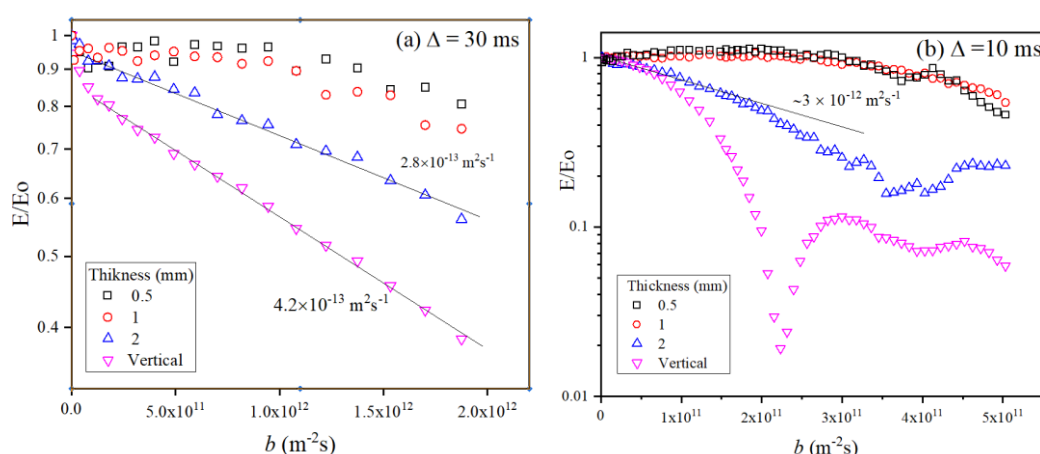 (a) Δ = 30 ms
1
0.9
0.8
0.7
0.6
0.5
0.4
E/Eo
2.8×10⁻¹³ m²s⁻¹
4.2×10⁻¹³ m²s⁻¹
Thikness (mm)
0.5
1
2
Vertical
0.0 5.0x10¹¹ 1.0x10¹² 1.5x10¹² 2.0x10¹²
b (m⁻²s)
(b) Δ =10 ms
1
0.1
0.01
E/Eo
~3 × 10⁻¹² m²s⁻¹
Thickness (mm)
0.5
1
2
Vertical
0 1x10¹¹ 2x10¹¹ 3x10¹¹ 4x10¹¹ 5x10¹¹
b (m⁻²s)